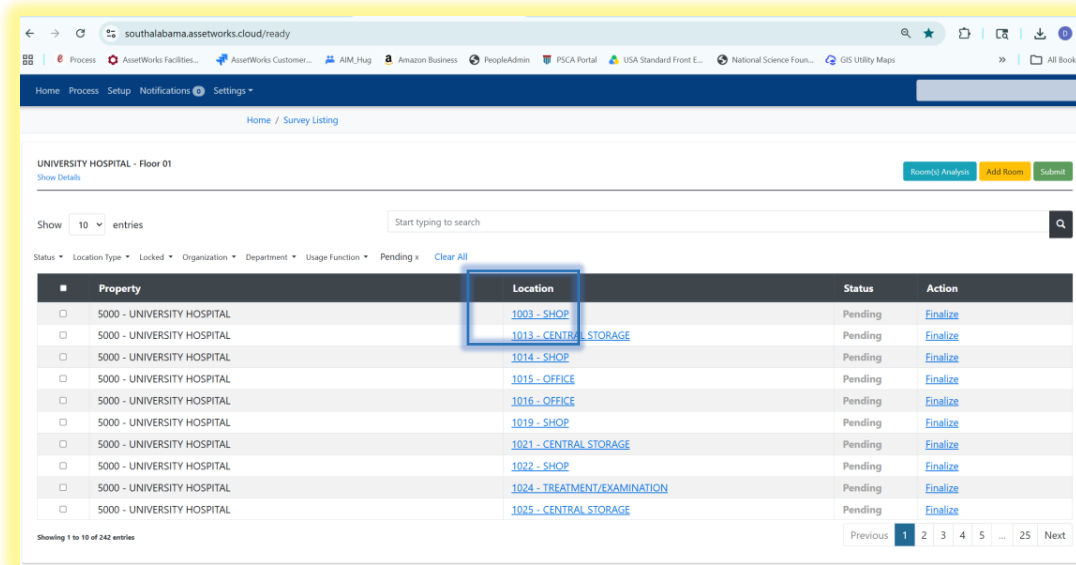 southalabama.assetworks.cloud/ready
Process AssetWorks Facilities... AssetWorks Customer... AIM_Hug Amazon Business PeopleAdmin PSCA Portal USA Standard Front E... National Science Foun... GIS Utility Maps » All Book
Home Process Setup Notifications 0 Settings
Home / Survey Listing
UNIVERSITY HOSPITAL - Floor 01
Show Details
Room(s) Analysis Add Room Submit
Show 10 entries Start typing to search
Status Location Type Locked Organization Department Usage Function Pending x Clear All
Property Location Status Action
5000 - UNIVERSITY HOSPITAL 1003 - SHOP Pending Finalize
5000 - UNIVERSITY HOSPITAL 1013 - CENTRAL STORAGE Pending Finalize
5000 - UNIVERSITY HOSPITAL 1014 - SHOP Pending Finalize
5000 - UNIVERSITY HOSPITAL 1015 - OFFICE Pending Finalize
5000 - UNIVERSITY HOSPITAL 1016 - OFFICE Pending Finalize
5000 - UNIVERSITY HOSPITAL 1019 - SHOP Pending Finalize
5000 - UNIVERSITY HOSPITAL 1021 - CENTRAL STORAGE Pending Finalize
5000 - UNIVERSITY HOSPITAL 1022 - SHOP Pending Finalize
5000 - UNIVERSITY HOSPITAL 1024 - TREATMENT/EXAMINATION Pending Finalize
5000 - UNIVERSITY HOSPITAL 1025 - CENTRAL STORAGE Pending Finalize
Showing 1 to 10 of 242 entries Previous 1 2 3 4 5 ... 25 Next